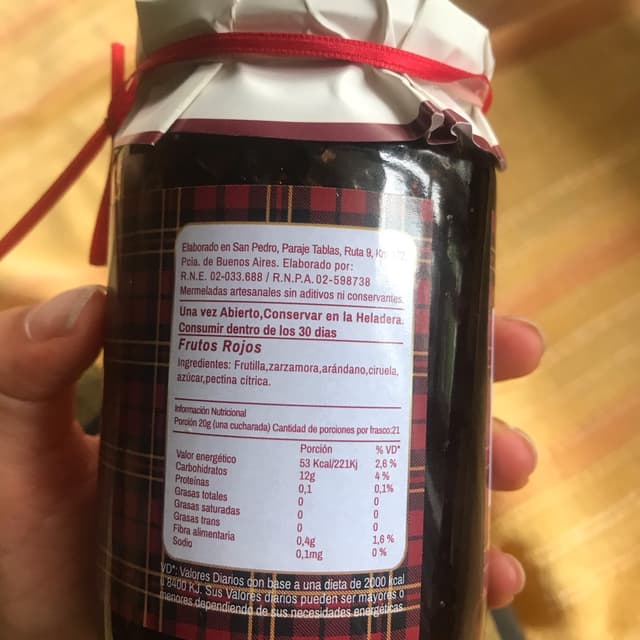 Elaborado en San Pedro, Paraje Tablas, Ruta 9, Km 172,
Pcia. de Buenos Aires. Elaborado por:
R.N.E. 02-033.688 / R.N.P.A. 02-598738
Mermeladas artesanales sin aditivos ni conservantes.
Una vez Abierto,Conservar en la Heladera.
Consumir dentro de los 30 dias
Frutos Rojos
Ingredientes: Frutilla,zarzamora,arándano,ciruela,
azúcar,pectina cítrica.
Información Nutricional
Porción 20g (una cucharada) Cantidad de porciones por frasco:21
Porción % VD*
Valor energético 53 Kcal/221Kj 2,6 %
Carbohidratos 12g 4 %
Proteínas 0,1 0,1%
Grasas totales 0 0
Grasas saturadas 0 0
Grasas trans 0 0
Fibra alimentaria 0,4g 1,6 %
Sodio 0,1mg 0 %
VD*: Valores Diarios con base a una dieta de 2000 kcal
u 8400 KJ. Sus Valores diarios pueden ser mayores o
menores dependiendo de sus necesidades energéticas.